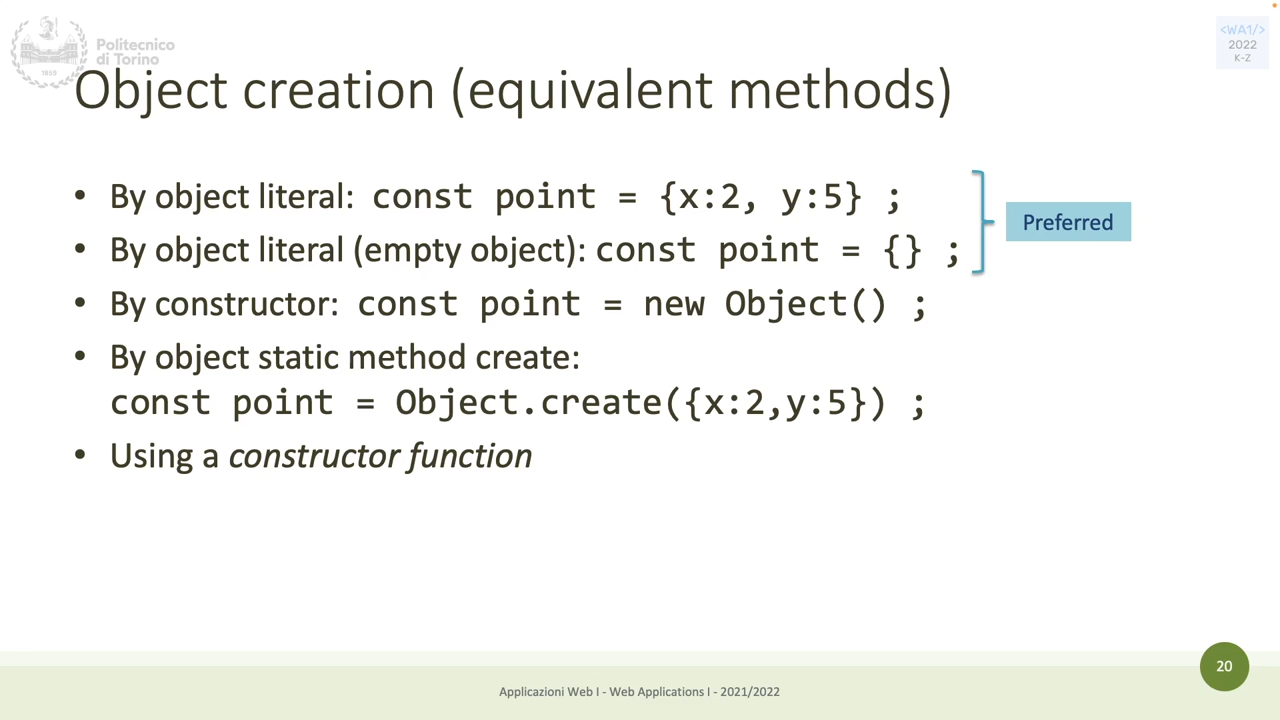 Politecnico
di Torino
1859
<WA1/>
2022
K-Z
Object creation (equivalent methods)
• By object literal: const point = {x:2, y:5} ;
• By object literal (empty object): const point = {} ;
Preferred
• By constructor: const point = new Object() ;
• By object static method create:
const point = Object.create({x:2,y:5}) ;
• Using a constructor function
20
Applicazioni Web I - Web Applications I - 2021/2022